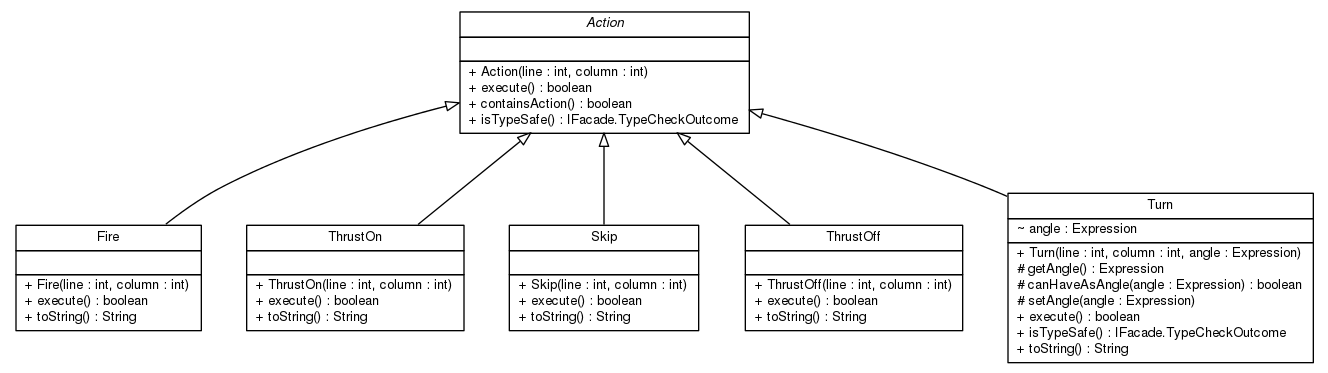 Action
+ Action(line : int, column : int)
+ execute() : boolean
+ containsAction() : boolean
+ isTypeSafe() : IFacade.TypeCheckOutcome
Fire
+ Fire(line : int, column : int)
+ execute() : boolean
+ toString() : String
ThrustOn
+ ThrustOn(line : int, column : int)
+ execute() : boolean
+ toString() : String
Skip
+ Skip(line : int, column : int)
+ execute() : boolean
+ toString() : String
ThrustOff
+ ThrustOff(line : int, column : int)
+ execute() : boolean
+ toString() : String
Turn
~ angle : Expression
+ Turn(line : int, column : int, angle : Expression)
# getAngle() : Expression
# canHaveAsAngle(angle : Expression) : boolean
# setAngle(angle : Expression)
+ execute() : boolean
+ isTypeSafe() : IFacade.TypeCheckOutcome
+ toString() : String